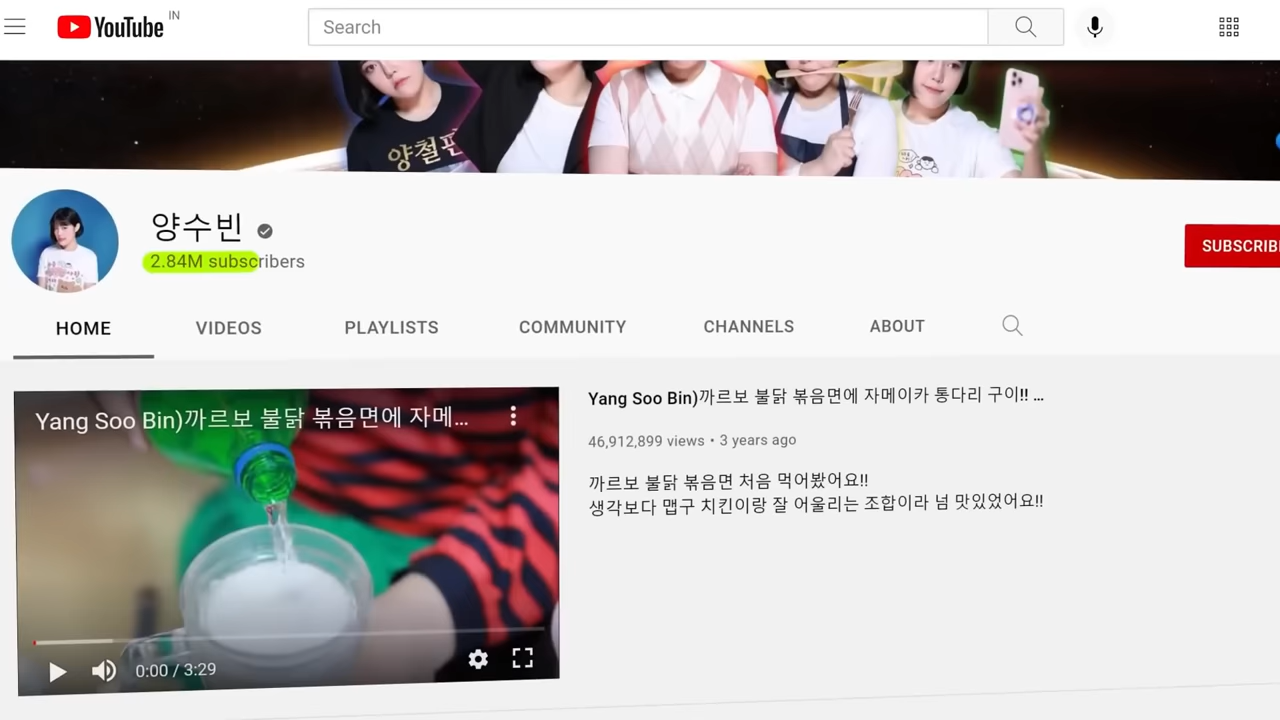 YouTube IN
Search
양철판
양수빈
2.84M subscribers
SUBSCRIBE
HOME
VIDEOS
PLAYLISTS
COMMUNITY
CHANNELS
ABOUT
Yang Soo Bin)까르보 불닭 볶음면에 자메...
0:00 / 3:29
Yang Soo Bin)까르보 불닭 볶음면에 자메이카 통다리 구이!! ...
46,912,899 views • 3 years ago
까르보 불닭 볶음면 처음 먹어봤어요!!
생각보다 맵구 치킨이랑 잘 어울리는 조합이라 넘 맛있었어요!!